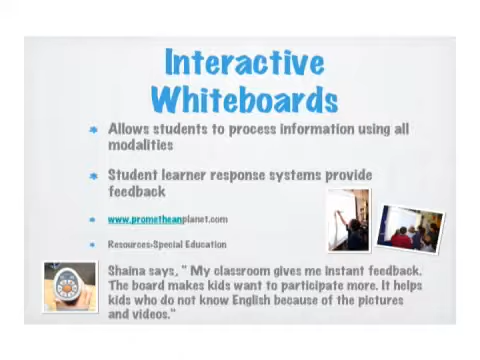 Interactive
Whiteboards
Allows students to process information using all
modalities
Student learner response systems provide
feedback
www.prometheanplanet.com
Resources>Special Education
Shaina says, " My classroom gives me instant feedback.
The board makes kids want to participate more. It helps
kids who do not know English because of the pictures
and videos."